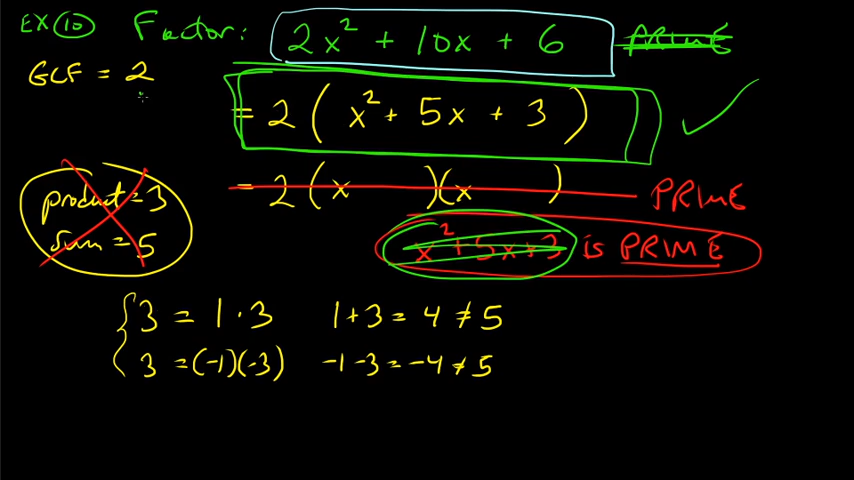 EX 10 Factor: 2x² + 10x + 6 PRIME
GCF = 2
= 2 ( x² + 5x + 3 )
= 2 ( x )( x ) PRIME
product = 3
sum = 5
x² + 5x + 3 is PRIME
3 = 1 · 3 1 + 3 = 4 ≠ 5
3 = (-1)(-3) -1 - 3 = -4 ≠ 5